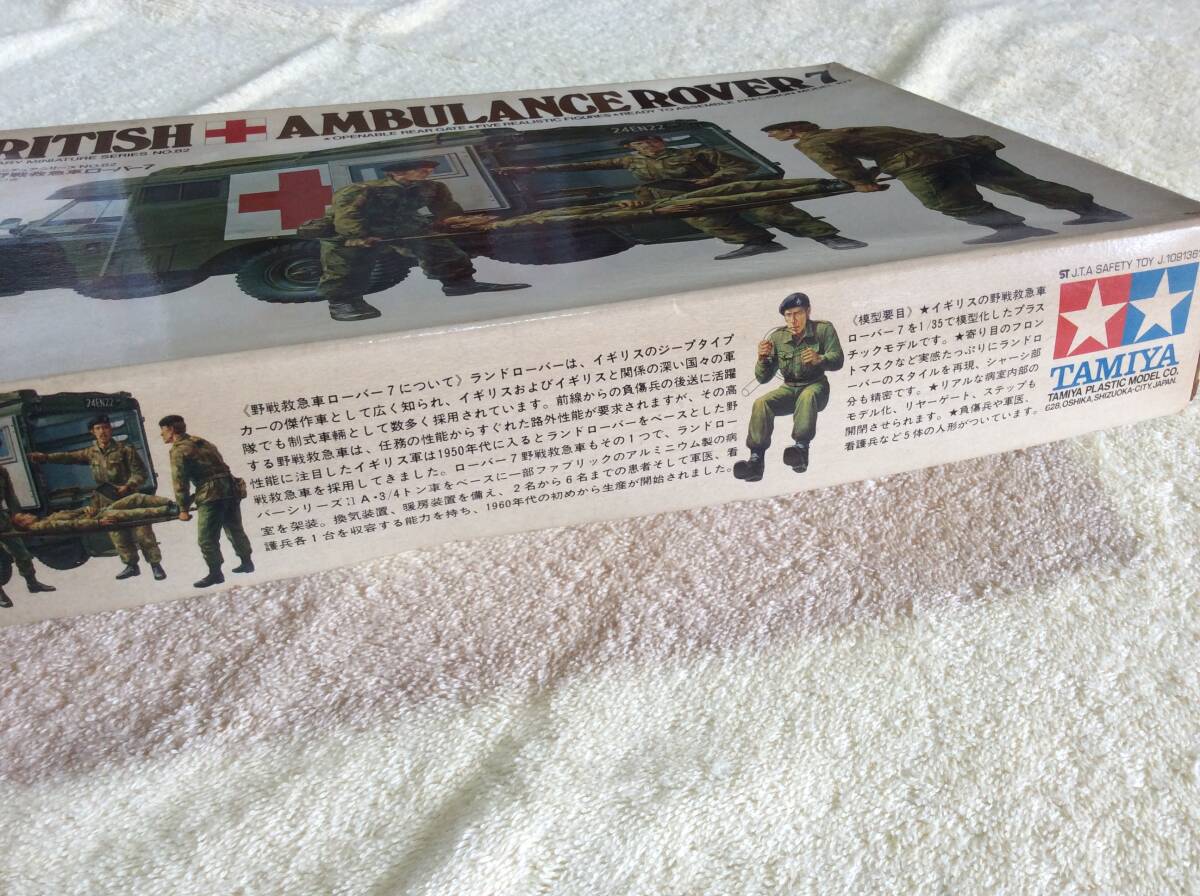 RITISH AMBULANCE ROVER 7
ARY MINIATURE SERIES NO.82
★OPENABLE REAR GATE ★FIVE REALISTIC FIGURES ★READY TO ASSEMBLE PRECISION
野戦救急車ローバー7
24EN22
24EN22
《野戦救急車ローバー7について》ランドローバーは、イギリスのジープタイプ
カーの傑作車として広く知られ、イギリスおよびイギリスと関係の深い国々の軍
隊でも制式車輛として数多く採用されています。前線からの負傷兵の後送に活躍
する野戦救急車は、任務の性能からすぐれた路外性能が要求されますが、その高
性能に注目したイギリス軍は1950年代に入るとランドローバーをベースとした野
戦救急車を採用してきました。ローバー7野戦救急車もその1つで、ランドロー
バーシリーズⅡA・3/4トン車をベースに一部ファブリックのアルミニウム製の病
室を架装。換気装置、暖房装置を備え、2名から6名までの患者そして軍医、看
護兵各1台を収容する能力を持ち、1960年代の初めから生産が開始されました。
《模型要目》★イギリスの野戦救急車
ローバー7を1/35で模型化したプラス
チックモデルです。★寄り目のフロン
トマスクなど実感たっぷりにランドロ
ーバーのスタイルを再現、シャーシ部
分も精密です。★リアルな病室内部の
モデル化、リヤーゲート、ステップも
開閉させられます。★負傷兵や軍医、
看護兵など5体の人形がついています。
ST J.T.A SAFETY TOY J.1091381
TAMIYA
TAMIYA PLASTIC MODEL CO.
628, OSHIKA, SHIZUOKA-CITY, JAPAN.